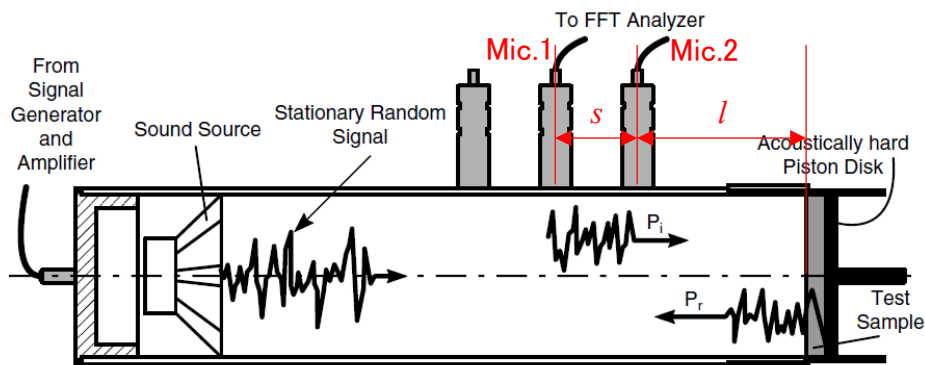 To FFT Analyzer
Mic.1
Mic.2
From
Signal
Generator
and
Amplifier
Sound Source
Stationary Random
Signal
s
l
Acoustically hard
Piston Disk
Pi
Pr
Test
Sample